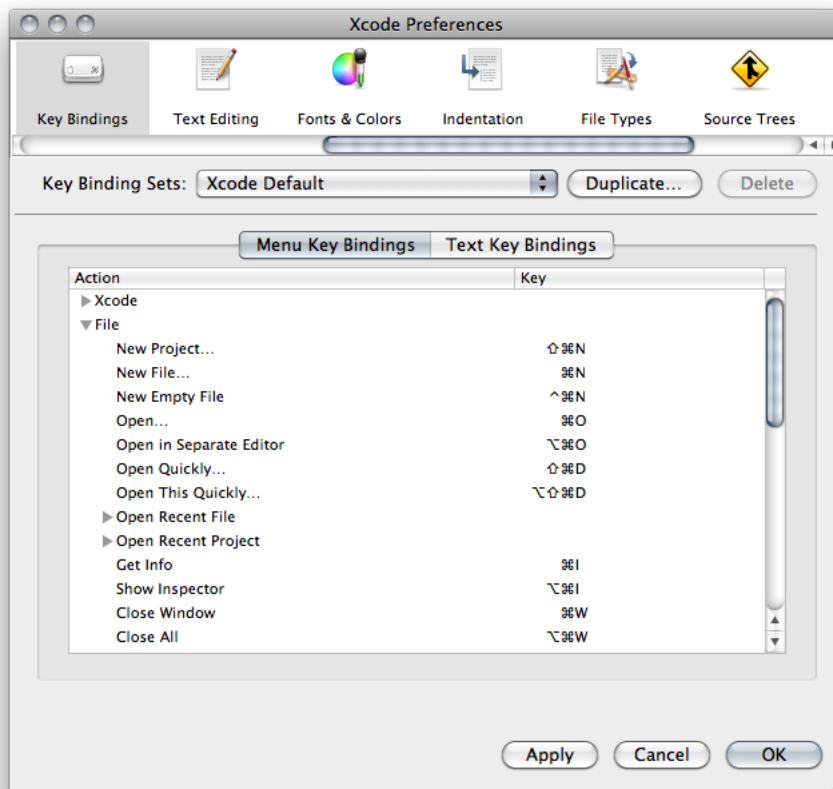 Xcode Preferences
Key Bindings Text Editing Fonts & Colors Indentation File Types Source Trees
Key Binding Sets: Xcode Default Duplicate... Delete
Menu Key Bindings Text Key Bindings
Action Key
Xcode
File
New Project... ⇧⌘N
New File... ⌘N
New Empty File ^⌘N
Open... ⌘O
Open in Separate Editor ⌥⌘O
Open Quickly... ⇧⌘D
Open This Quickly... ⌥⇧⌘D
Open Recent File
Open Recent Project
Get Info ⌘I
Show Inspector ⌥⌘I
Close Window ⌘W
Close All ⌥⌘W
Apply Cancel OK